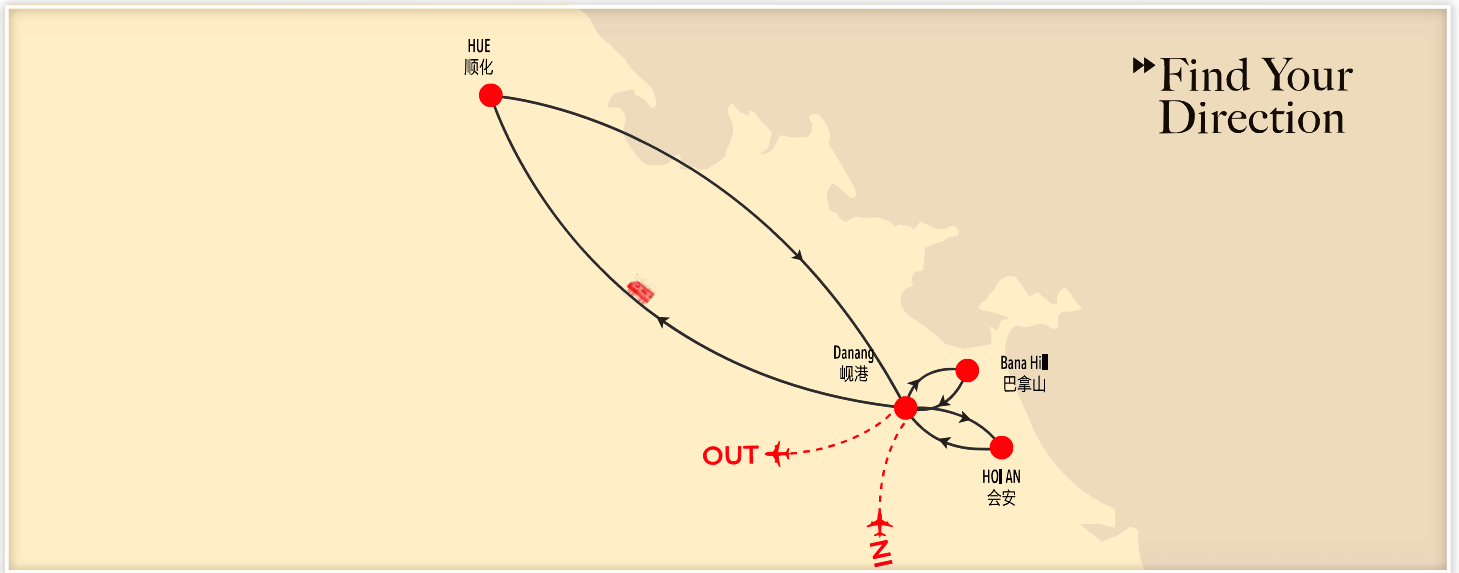 HUE
顺化
Find Your
Direction
Danang
岘港
Bana Hill
巴拿山
OUT
HOI AN
会安
IN